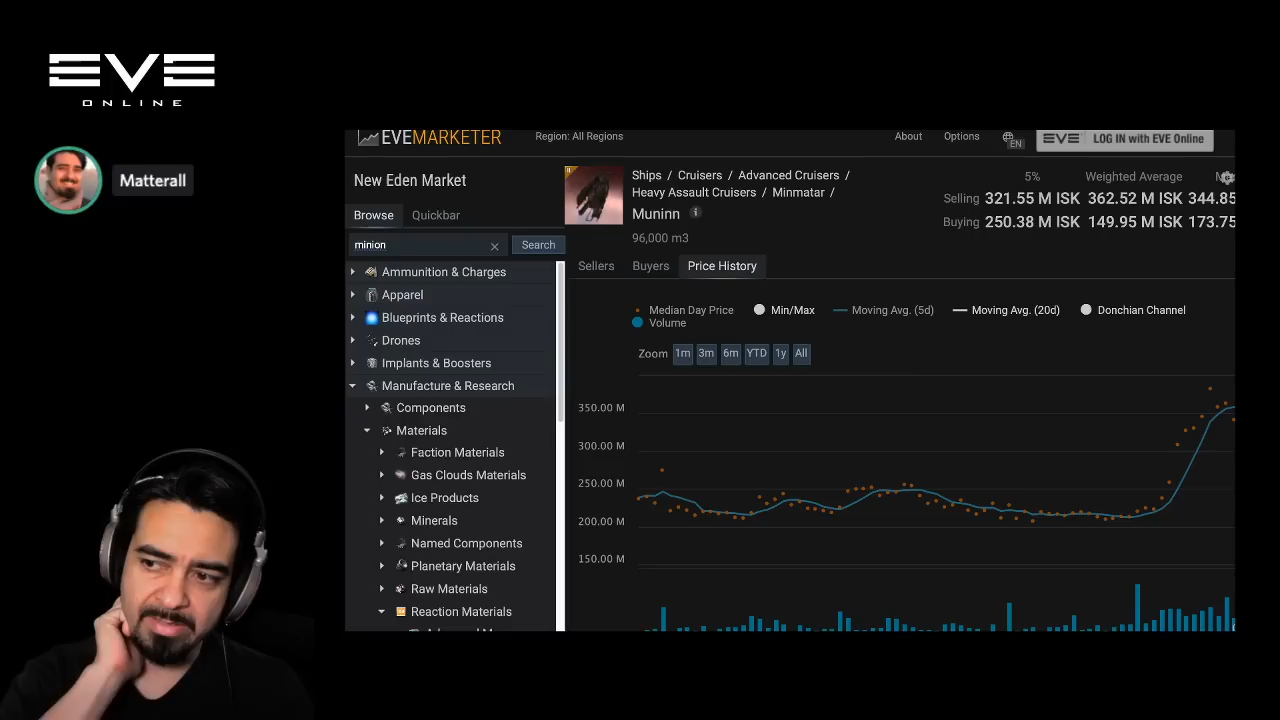 EVE
ONLINE
Matterall
EVEMARKETER
Region: All Regions
About
Options
EN
EVE LOG IN with EVE Online
New Eden Market
Browse
Quickbar
minion
Search
Ammunition & Charges
Apparel
Blueprints & Reactions
Drones
Implants & Boosters
Manufacture & Research
Components
Materials
Faction Materials
Gas Clouds Materials
Ice Products
Minerals
Named Components
Planetary Materials
Raw Materials
Reaction Materials
Ships / Cruisers / Advanced Cruisers /
Heavy Assault Cruisers / Minmatar /
Muninn
96,000 m3
5% Weighted Average
Selling 321.55 M ISK 362.52 M ISK 344.85
Buying 250.38 M ISK 149.95 M ISK 173.75
Sellers
Buyers
Price History
Median Day Price
Min/Max
Moving Avg. (5d)
Moving Avg. (20d)
Donchian Channel
Volume
Zoom 1m 3m 6m YTD 1y All
350.00 M
300.00 M
250.00 M
200.00 M
150.00 M